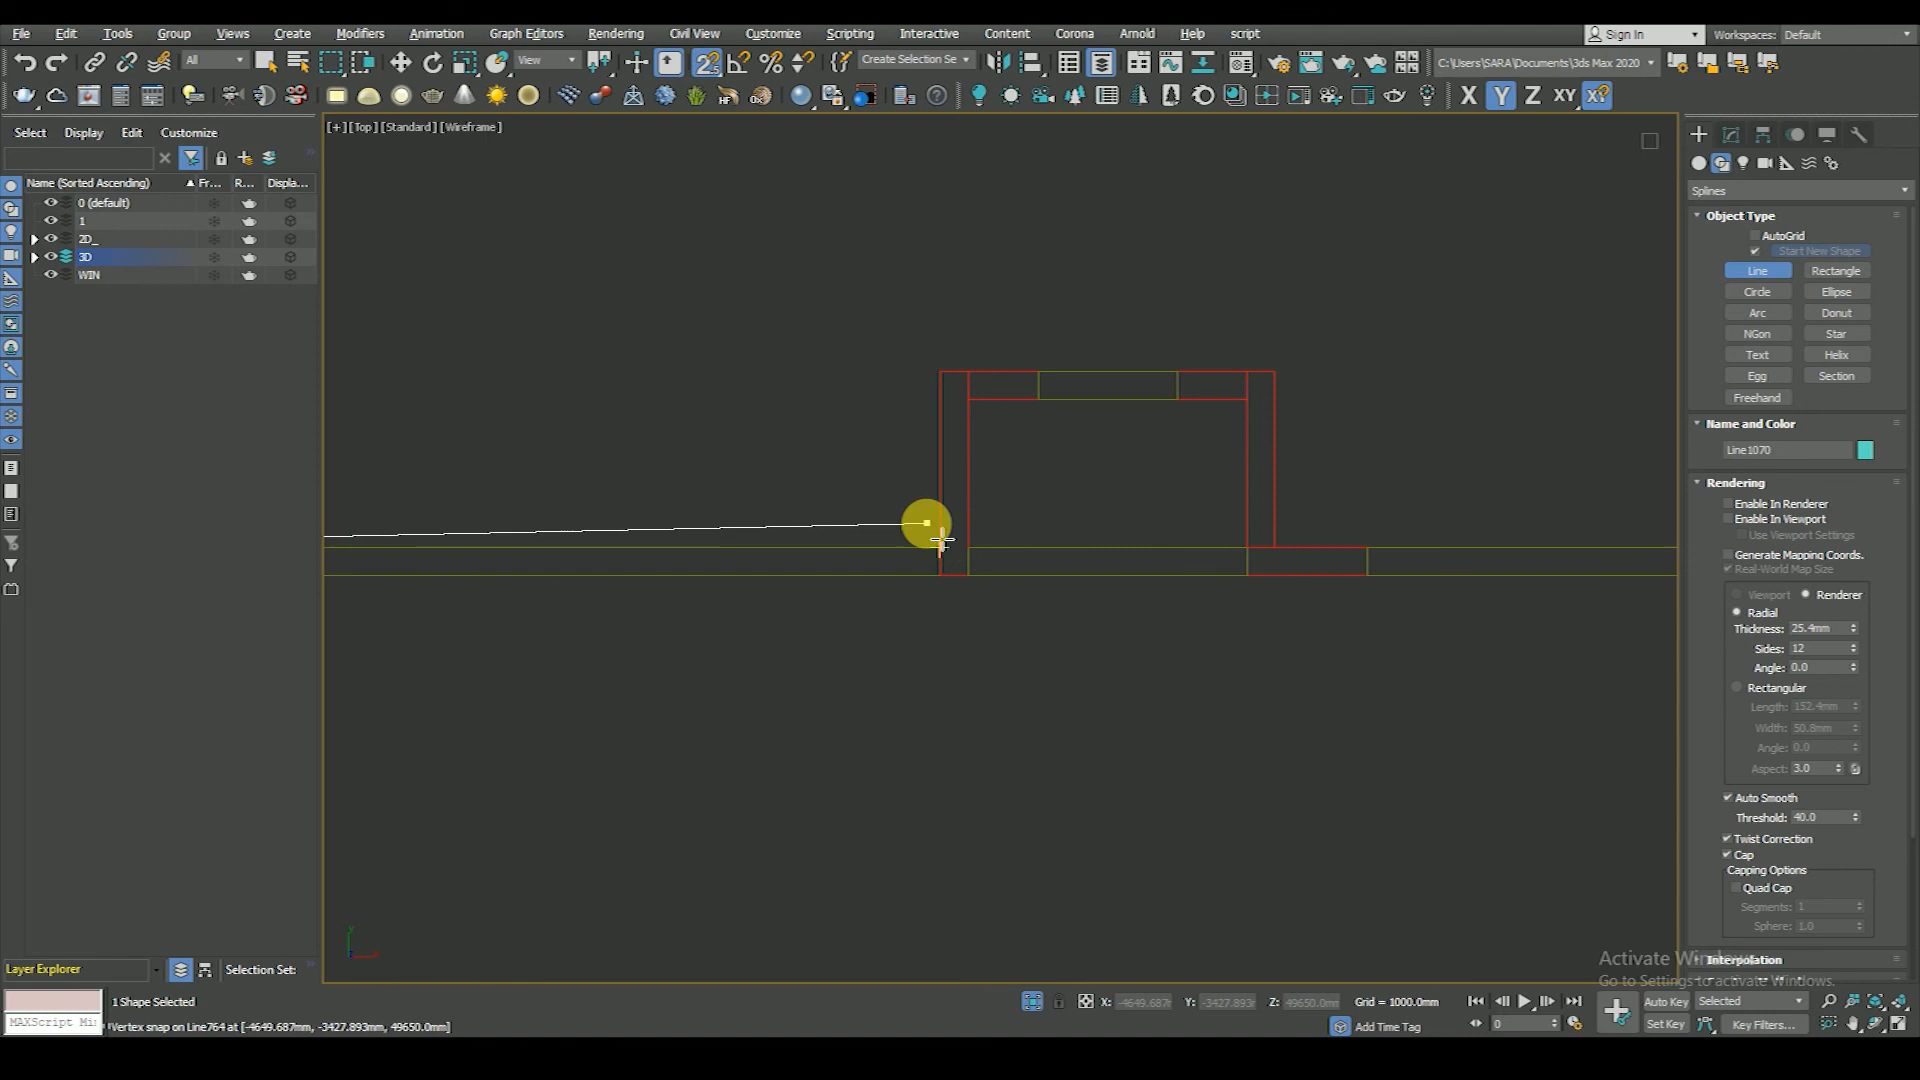 File Edit Tools Group Views Create Modifiers Animation Graph Editors Rendering Civil View Customize Scripting Interactive Content Corona Arnold Help script Sign In Workspaces: Default
All View Create Selection Se C:\Users\SARA\Documents\3ds Max 2020
X Y Z XY XY
Select Display Edit Customize
[+] [Top] [Standard] [Wireframe]
Name (Sorted Ascending) Fr... R... Displa...
0 (default)
1
2D_
3D
WIN
Splines
Object Type
AutoGrid
Start New Shape
Line Rectangle
Circle Ellipse
Arc Donut
NGon Star
Text Helix
Egg Section
Freehand
Name and Color
Line1070
Rendering
Enable In Renderer
Enable In Viewport
Use Viewport Settings
Generate Mapping Coords.
Real-World Map Size
Viewport Renderer
Radial
Thickness: 25.4mm
Sides: 12
Angle: 0.0
Rectangular
Length: 152.4mm
Width: 50.8mm
Angle: 0.0
Aspect: 3.0
Auto Smooth
Threshold: 40.0
Twist Correction
Cap
Capping Options
Quad Cap
Segments: 1
Sphere: 1.0
Interpolation
Activate Windows
Go to Settings to activate Windows.
y
Layer Explorer Selection Set:
1 Shape Selected X: -4649.687m Y: -3427.893m Z: 49650.0mm Grid = 1000.0mm Auto Key Selected
MAXScript Mi Vertex snap on Line764 at [-4649.687mm, -3427.893mm, 49650.0mm] Add Time Tag 0 Set Key Key Filters...